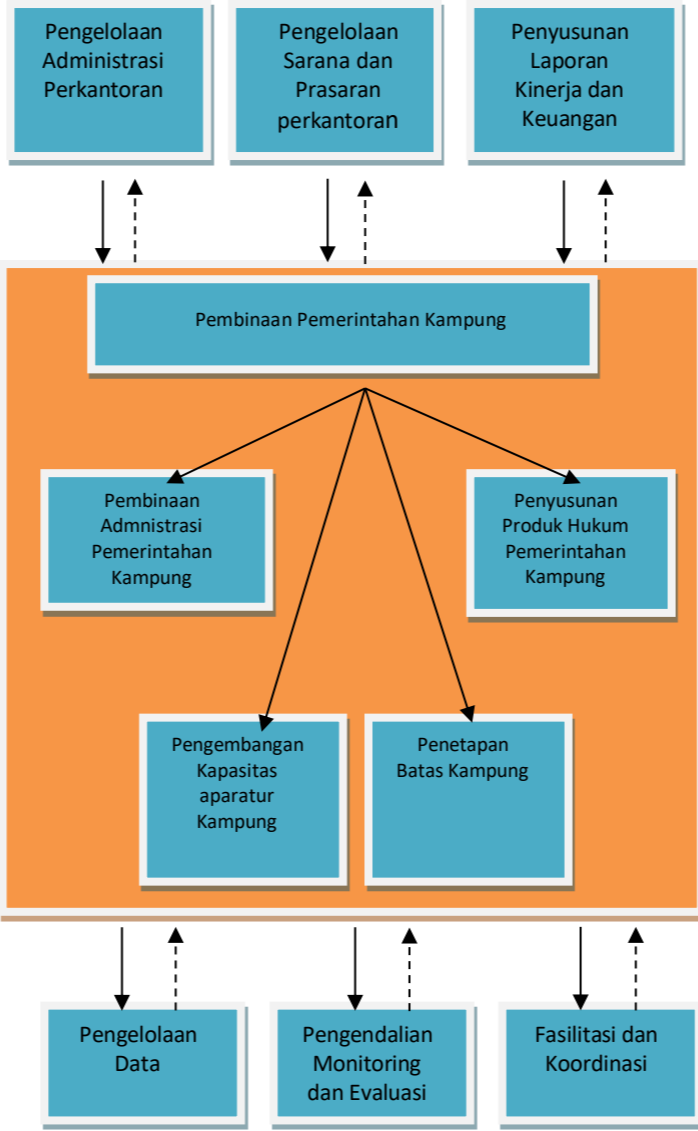 Pengelolaan
Administrasi
Perkantoran
Pengelolaan
Sarana dan
Prasaran
perkantoran
Penyusunan
Laporan
Kinerja dan
Keuangan
Pembinaan Pemerintahan Kampung
Pembinaan
Admnistrasi
Pemerintahan
Kampung
Penyusunan
Produk Hukum
Pemerintahan
Kampung
Pengembangan
Kapasitas
aparatur
Kampung
Penetapan
Batas Kampung
Pengelolaan
Data
Pengendalian
Monitoring
dan Evaluasi
Fasilitasi dan
Koordinasi